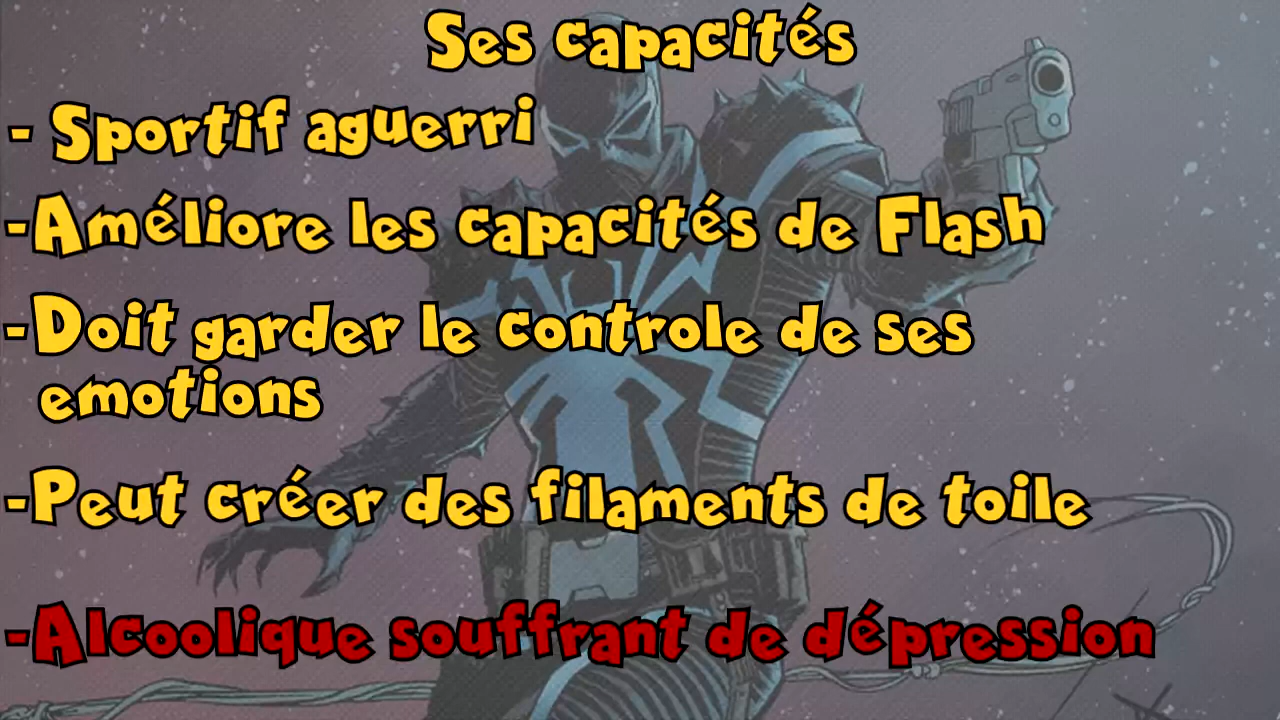 Ses capacités
- Sportif aguerri
-Améliore les capacités de Flash
-Doit garder le controle de ses
emotions
-Peut créer des filaments de toile
-Alcoolique souffrant de dépression